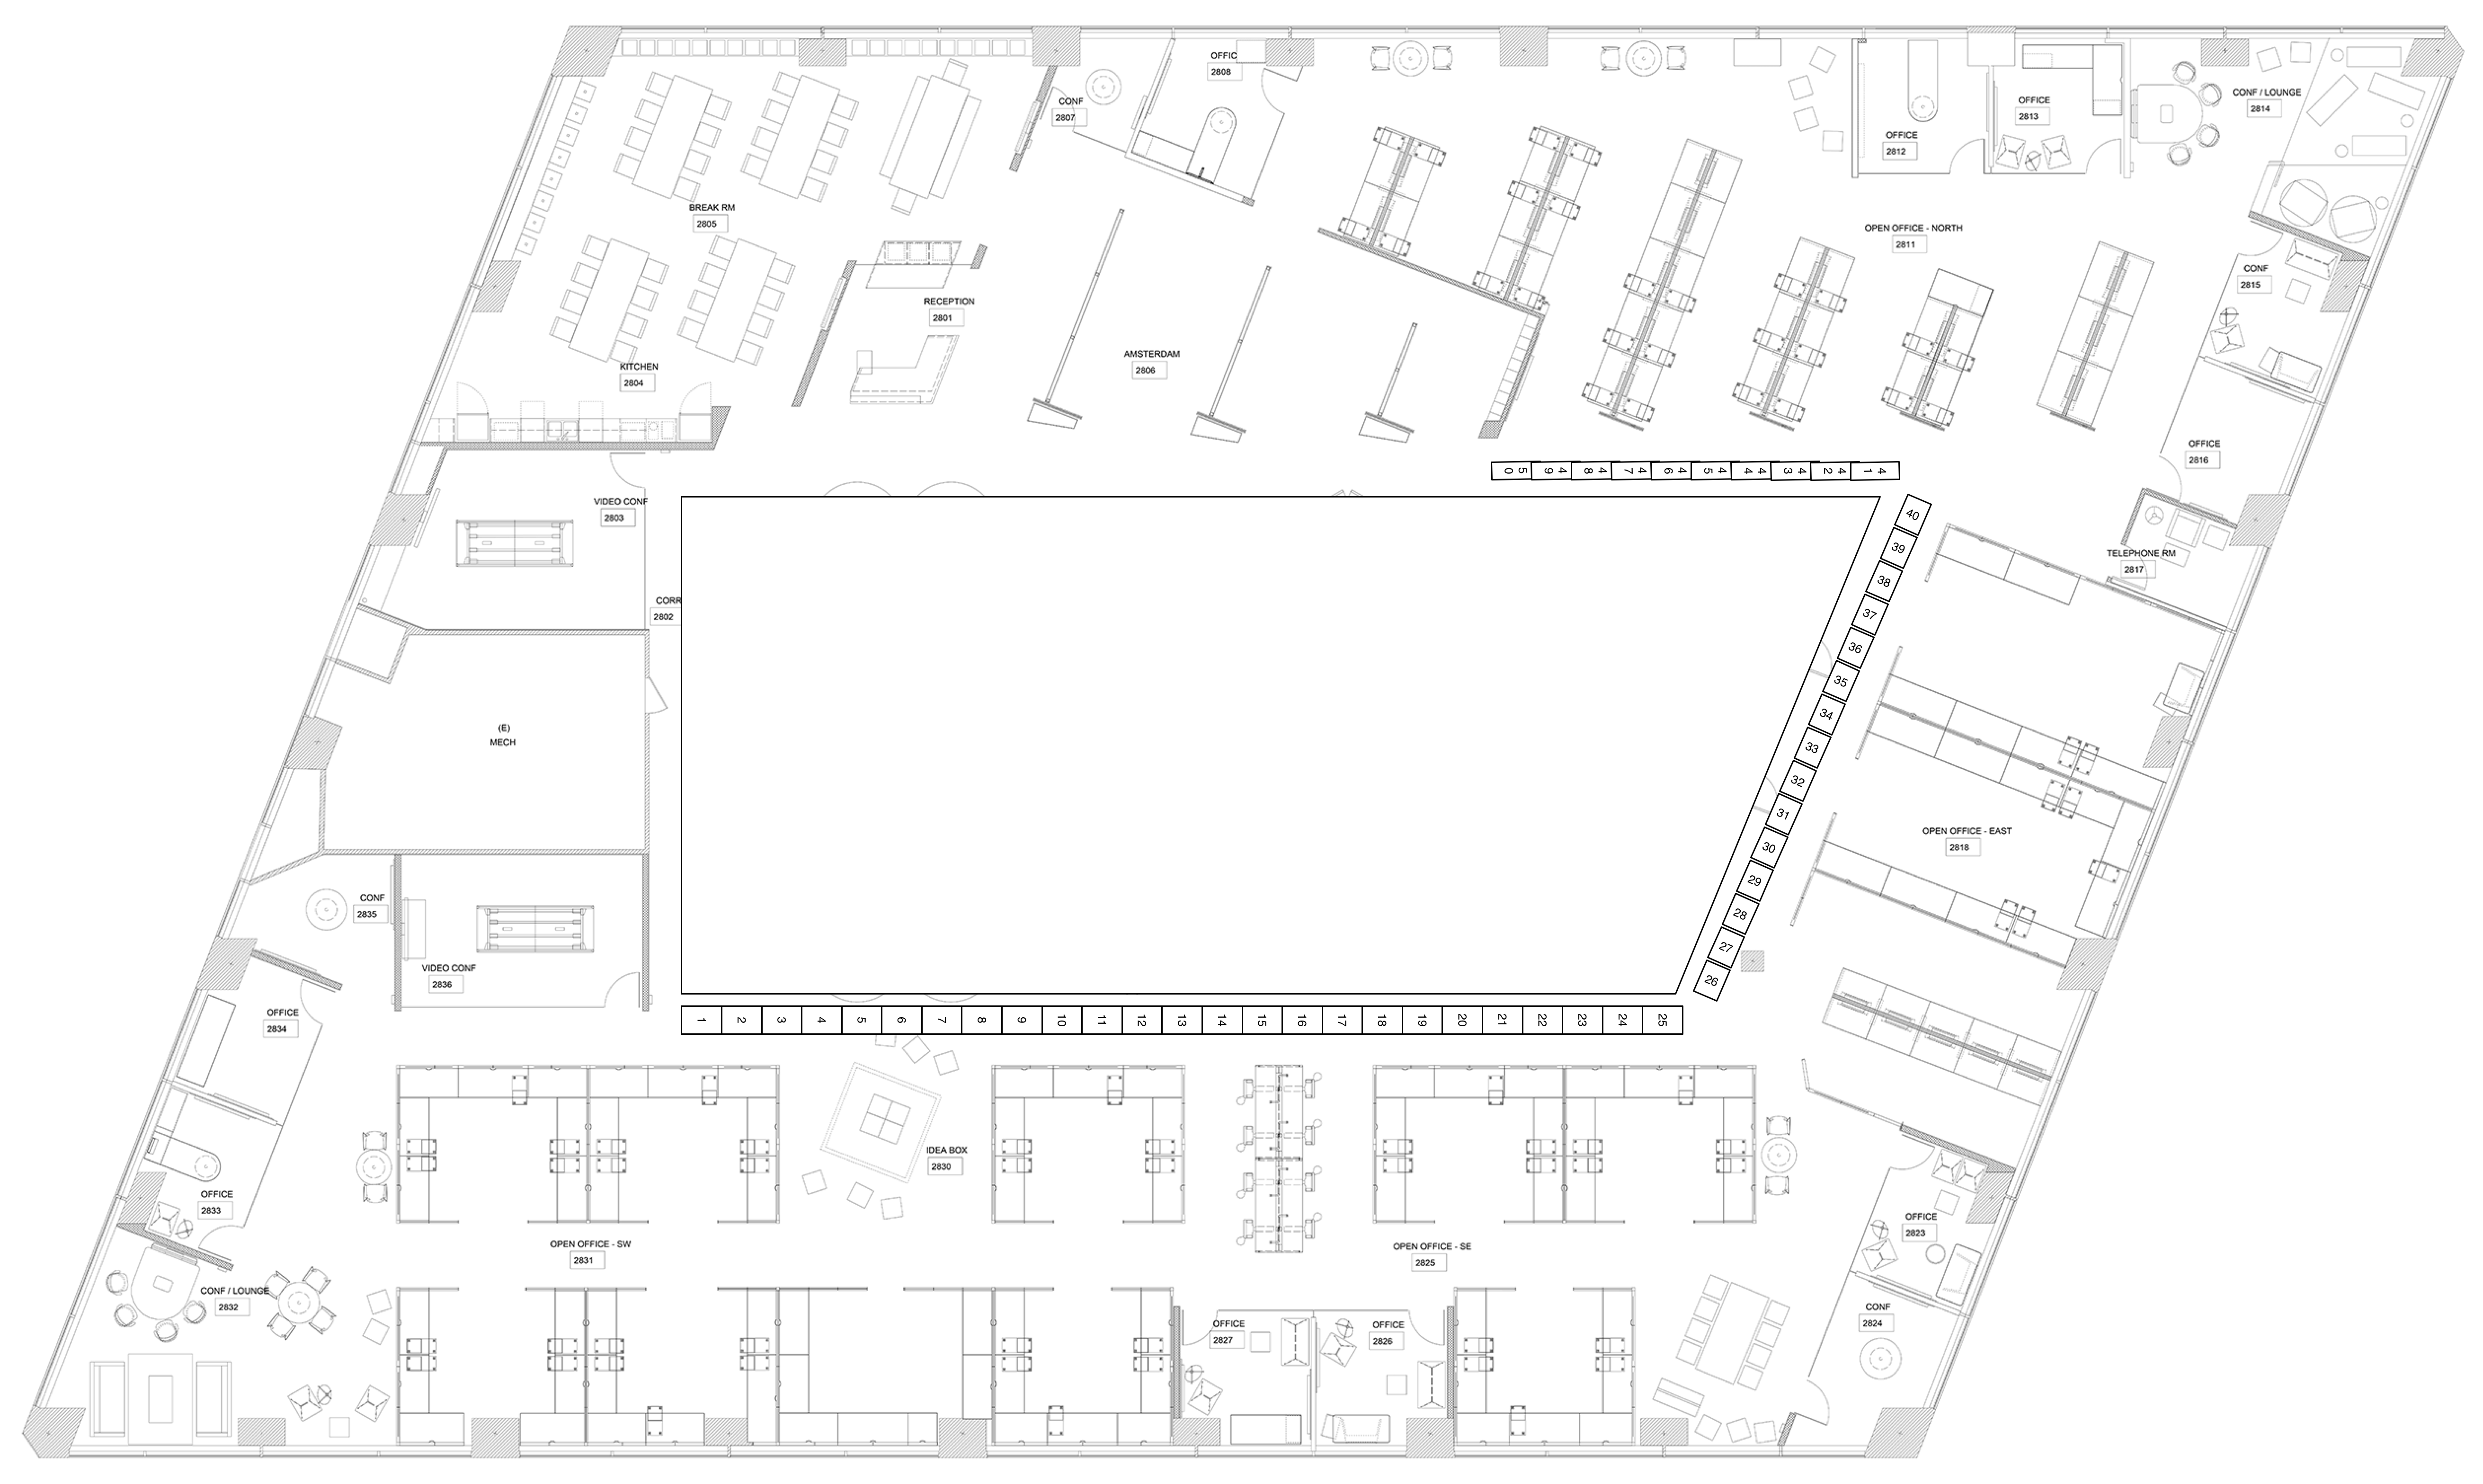 OFFIC
2808
CONF / LOUNGE
2814
CONF
2807
OFFICE
2813
OFFICE
2812
BREAK RM
2805
OPEN OFFICE - NORTH
2811
CONF
2815
RECEPTION
2801
AMSTERDAM
2806
KITCHEN
2804
OFFICE
2816
50 49 48 47 46 45 44 43 42 41
VIDEO CONF
2803
40
39
TELEPHONE RM
2817
38
CORR
2802
37
36
35
34
(E)
MECH
33
32
31
OPEN OFFICE - EAST
2818
30
29
CONF
2835
28
27
VIDEO CONF
2836
26
OFFICE
2834
1 2 3 4 5 6 7 8 9 10 11 12 13 14 15 16 17 18 19 20 21 22 23 24 25
IDEA BOX
2830
OFFICE
2833
OFFICE
2823
OPEN OFFICE - SW
2831
OPEN OFFICE - SE
2825
CONF / LOUNGE
2832
CONF
2824
OFFICE
2827
OFFICE
2826